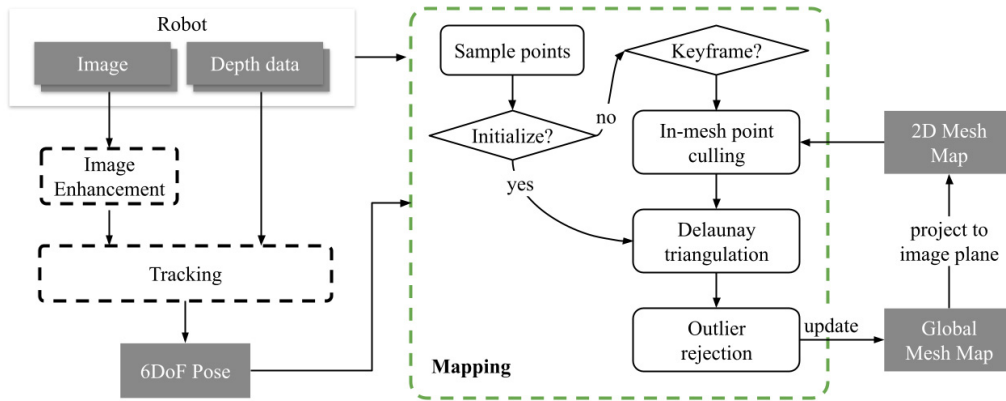 Robot
Image
Depth data
Image
Enhancement
Tracking
6DoF Pose
Sample points
Initialize?
no
yes
Keyframe?
In-mesh point
culling
Delaunay
triangulation
Outlier
rejection
Mapping
update
2D Mesh
Map
project to
image plane
Global
Mesh Map